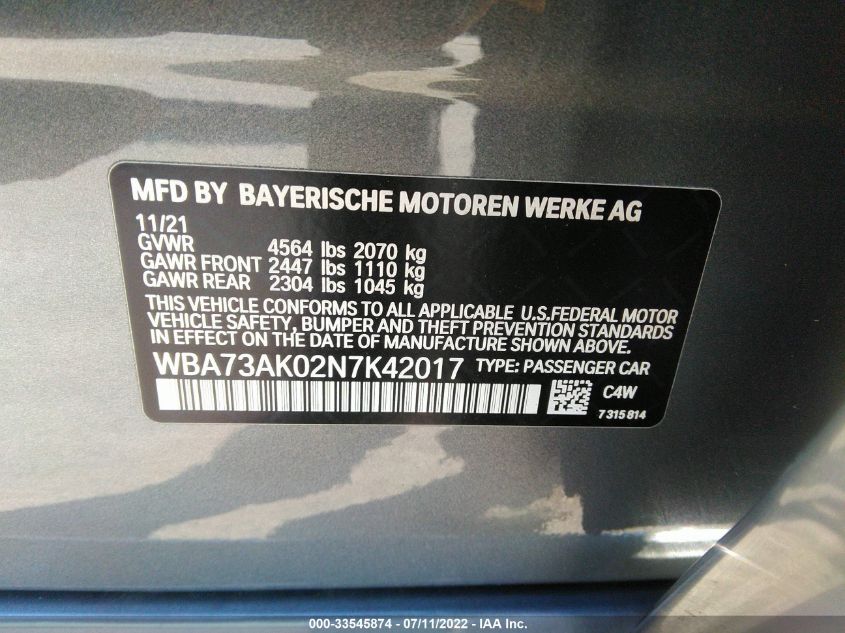 MFD BY BAYERISCHE MOTOREN WERKE AG
11/21
GVWR 4564 lbs 2070 kg
GAWR FRONT 2447 lbs 1110 kg
GAWR REAR 2304 lbs 1045 kg
THIS VEHICLE CONFORMS TO ALL APPLICABLE U.S.FEDERAL MOTOR
VEHICLE SAFETY, BUMPER AND THEFT PREVENTION STANDARDS
IN EFFECT ON THE DATE OF MANUFACTURE SHOWN ABOVE.
WBA73AK02N7K42017 TYPE: PASSENGER CAR
C4W
7315814
000-33545874 / 07/11/2022 - IAA Inc.